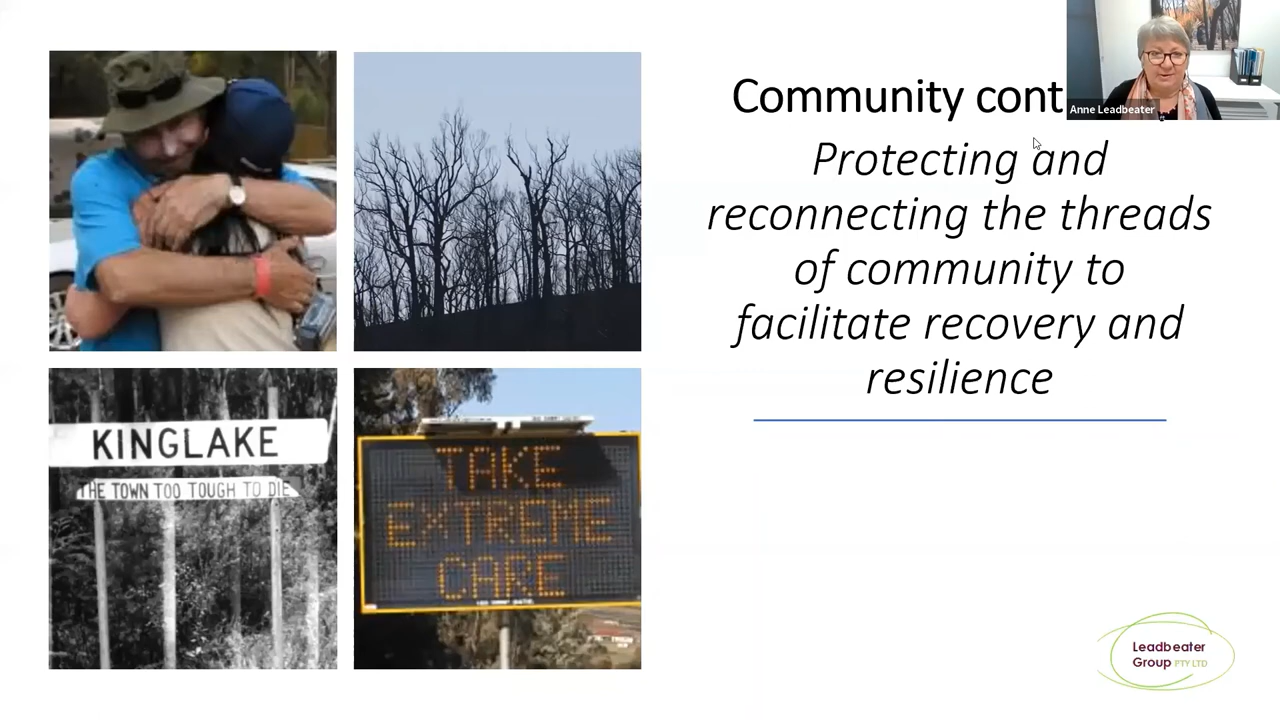 Community cont
Protecting and
reconnecting the threads
of community to
facilitate recovery and
resilience
Anne Leadbeater
KINGLAKE
THE TOWN TOO TOUGH TO DIE
TAKE
EXTREME
CARE
Leadbeater
Group PTY LTD